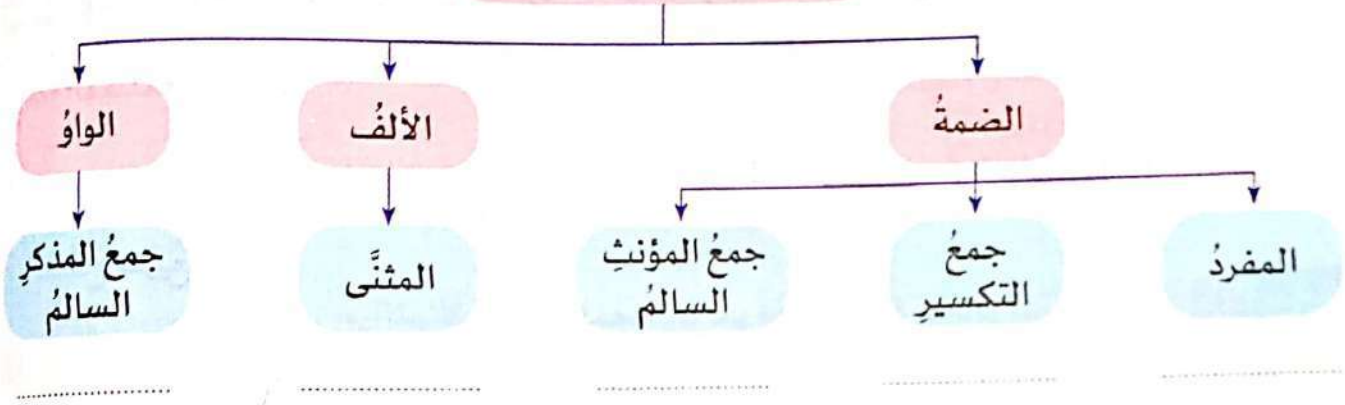 الضمةُ
الألفُ
الواوُ
المفردُ
جمعُ
التكسيرِ
جمعُ المؤنثِ
السالمُ
المثنَّى
جمعُ المذكرِ
السالمُ